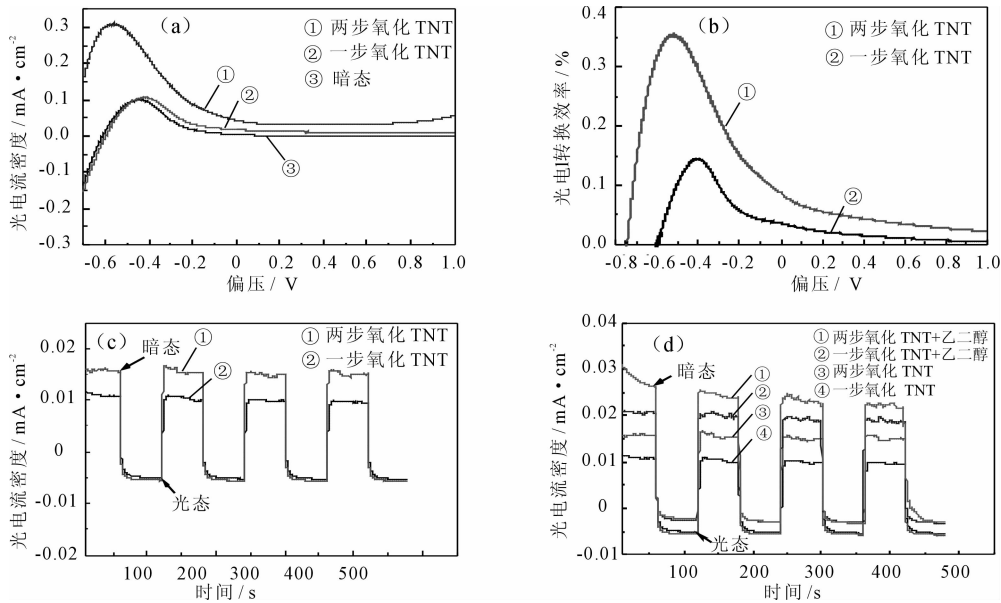 (a)
① 两步氧化 TNT
② 一步氧化 TNT
③ 暗态
①
②
③
0.3
0.2
0.1
0.0
-0.1
-0.2
-0.3
光电流密度 / mA·cm⁻²
-0.6 -0.4 -0.2 0 0.2 0.4 0.6 0.8 1.0
偏压 / V
(b)
① 两步氧化 TNT
② 一步氧化 TNT
①
②
0.4
0.3
0.2
0.1
0.0
光电l转换效率 / %
-0.8 -0.6 -0.4 -0.2 0 0.2 0.4 0.6 0.8 1.0
偏压 / V
(c)
① 两步氧化 TNT
② 一步氧化 TNT
暗态
①
②
光态
0.02
0.01
0
-0.01
-0.02
光电流密度 / mA·cm⁻²
100 200 300 400 500
时间 / s
(d)
① 两步氧化 TNT+乙二醇
② 一步氧化 TNT+乙二醇
③ 两步氧化 TNT
④ 一步氧化 TNT
暗态
①
②
③
④
光态
0.04
0.03
0.02
0.01
0
-0.01
光电流密度 / mA·cm⁻²
100 200 300 400 500
时间 / s